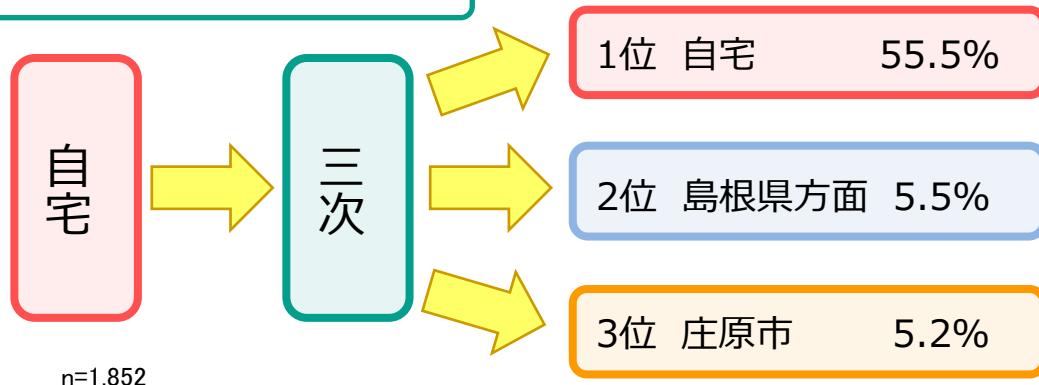 自宅
三次
1位 自宅 55.5%
2位 島根県方面 5.5%
3位 庄原市 5.2%
n=1,852